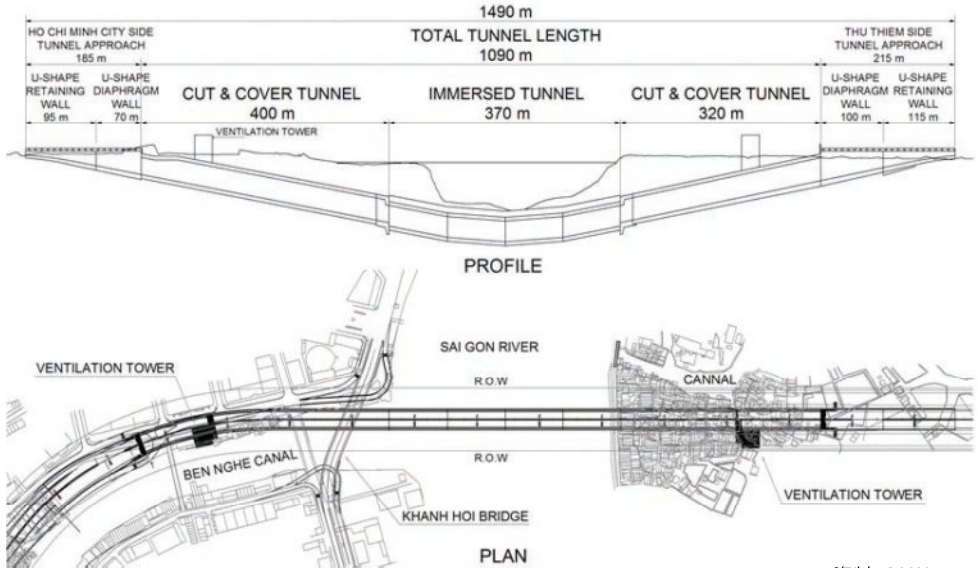 1490 m
HO CHI MINH CITY SIDE
TUNNEL APPROACH
185 m
TOTAL TUNNEL LENGTH
1090 m
THU THIEM SIDE
TUNNEL APPROACH
215 m
U-SHAPE
RETAINING
WALL
95 m
U-SHAPE
DIAPHRAGM
WALL
70 m
CUT & COVER TUNNEL
400 m
IMMERSED TUNNEL
370 m
CUT & COVER TUNNEL
320 m
U-SHAPE
DIAPHRAGM
WALL
100 m
U-SHAPE
RETAINING
WALL
115 m
VENTILATION TOWER
PROFILE
SAI GON RIVER
VENTILATION TOWER
R.O.W
CANNAL
BEN NGHE CANAL
R.O.W
VENTILATION TOWER
KHANH HOI BRIDGE
PLAN